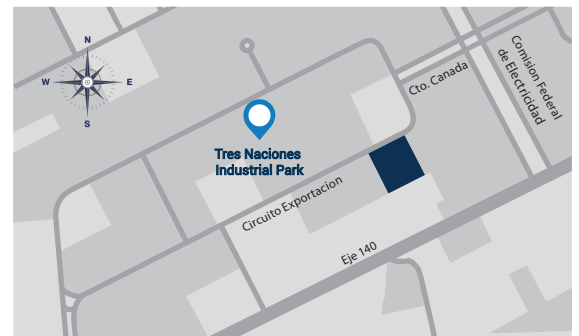 N
W E
S
Tres Naciones
Industrial Park
Cto. Canada
Comision Federal
de Electricidad
Circuito Exportacion
Eje 140